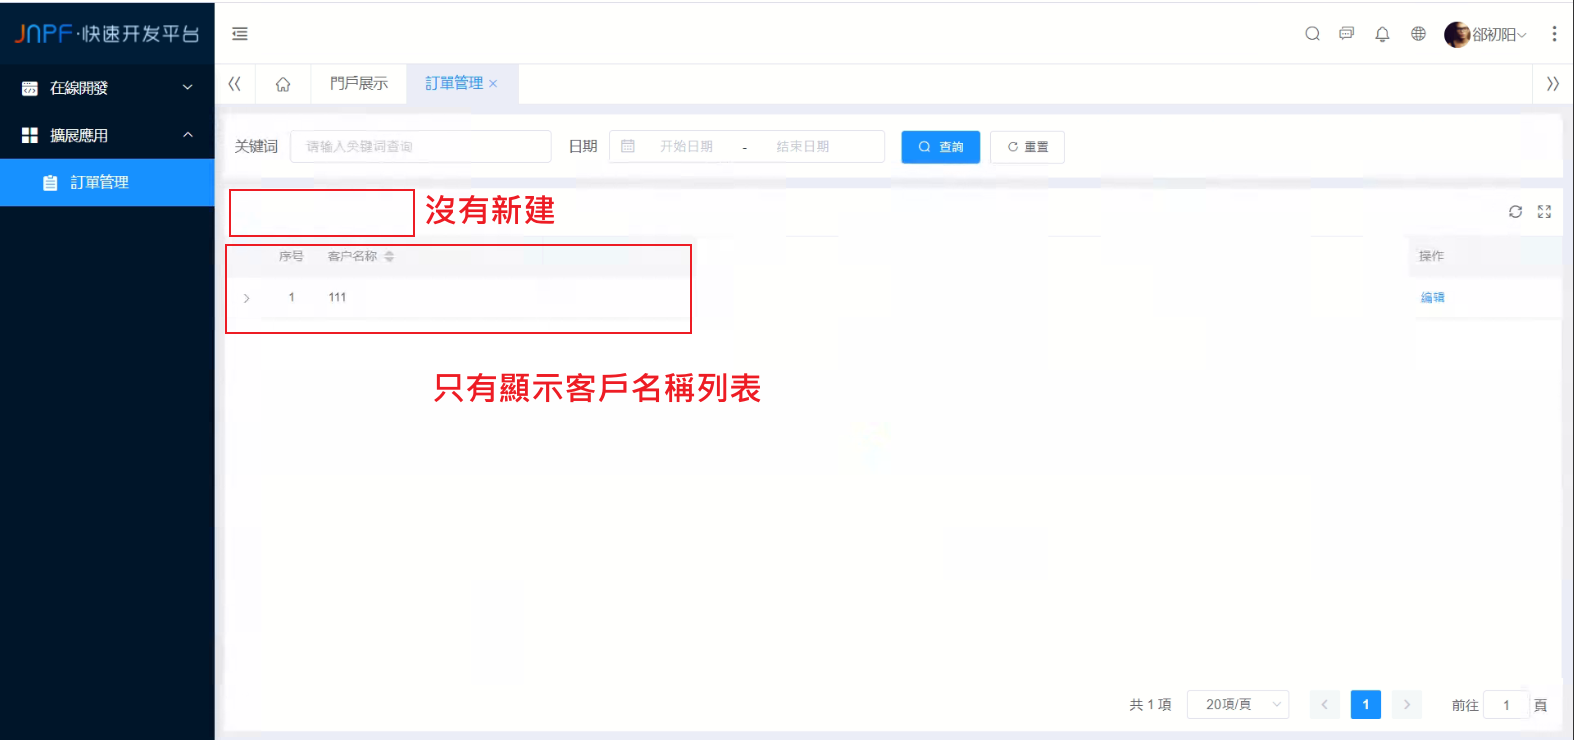 JNPF·快速开发平台
郤初阳
在線開發
擴展應用
訂單管理
門戶展示
訂單管理
关键词
请输入关键词查询
日期
开始日期
-
结束日期
查詢
重置
沒有新建
序号
客户名称
操作
1
111
编辑
只有顯示客戶名稱列表
共 1 項
20項/頁
1
前往
1
頁